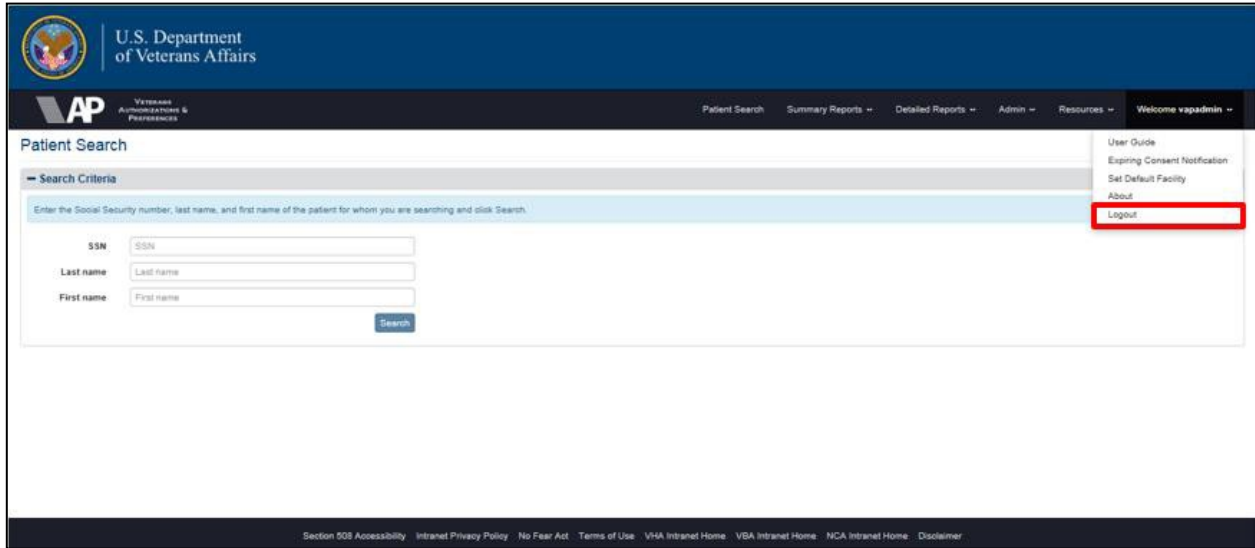 U.S. Department
of Veterans Affairs
VAP
VETERANS
AUTHORIZATIONS &
PREFERENCES
Patient Search Summary Reports Detailed Reports Admin Resources Welcome vapadmin
Patient Search
User Guide
Expiring Consent Notification
Set Default Facility
About
Logout
Search Criteria
Enter the Social Security number, last name, and first name of the patient for whom you are searching and click Search.
SSN SSN
Last name Last name
First name First name
Search
Section 508 Accessibility Intranet Privacy Policy No Fear Act Terms of Use VHA Intranet Home VBA Intranet Home NCA Intranet Home Disclaimer